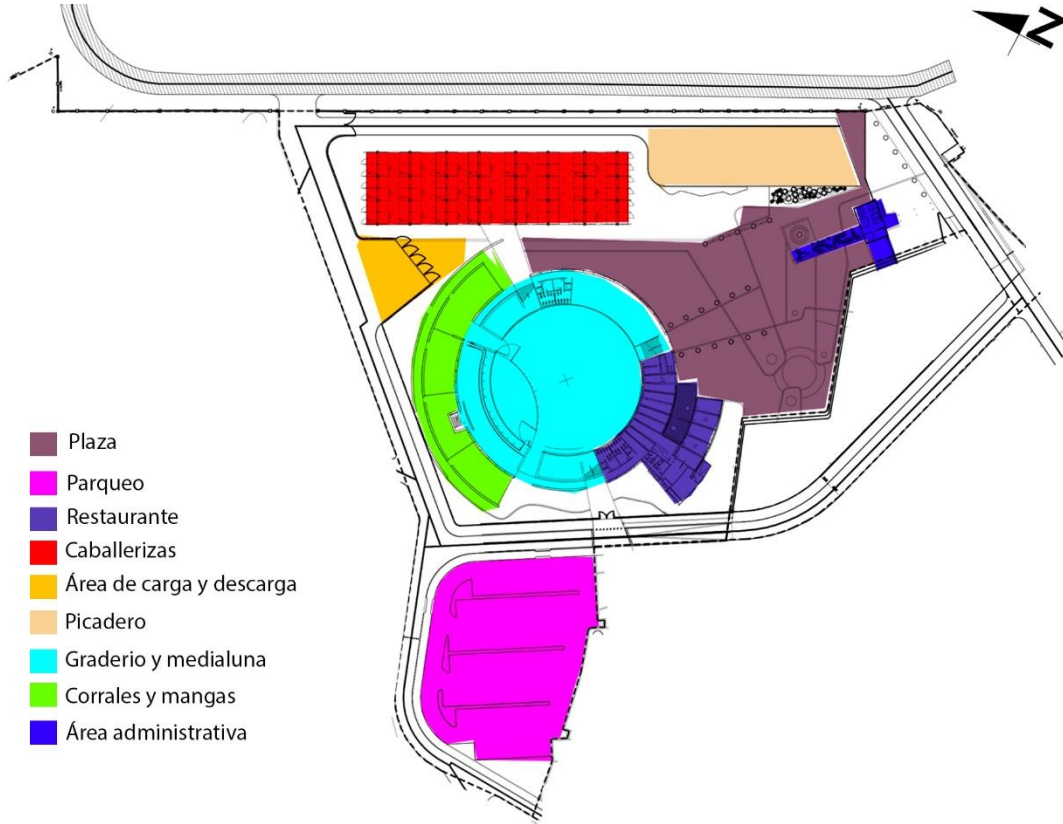 N
Plaza
Parqueo
Restaurante
Caballerizas
Área de carga y descarga
Picadero
Graderio y medialuna
Corrales y mangas
Área administrativa